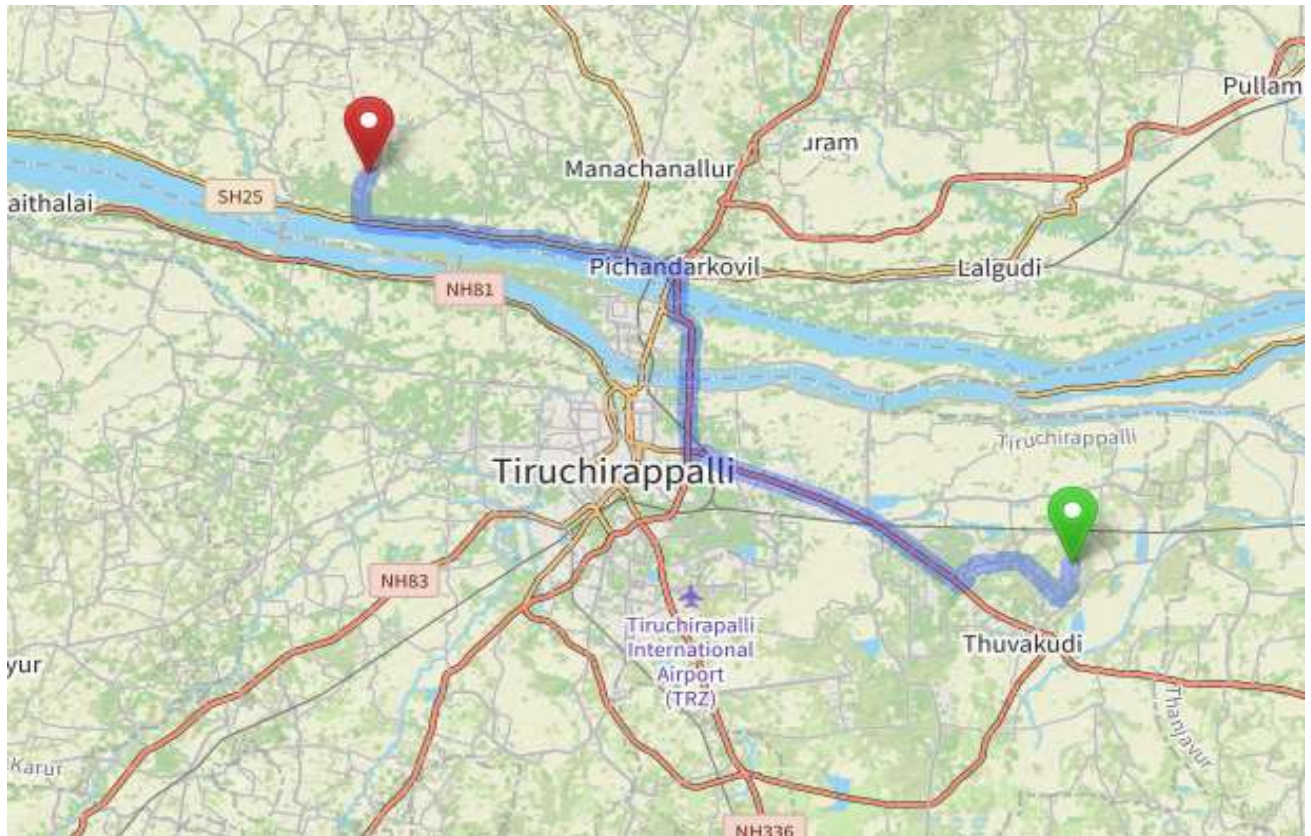 Pullam
Manachanallur
uram
SH25
aithalai
Pichandarkovil
Lalgudi
NH81
Tiruchirappalli
Tiruchirappalli
NH83
Tiruchirapalli
International
Airport
(TRZ)
Thuvakudi
yur
Thanjavur
Karur
NH336